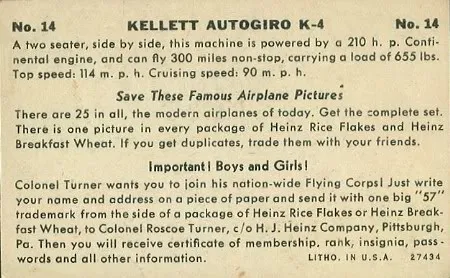 No. 14 KELLETT AUTOGIRO K-4 No. 14
A two seater, side by side, this machine is powered by a 210 h. p. Conti-
nental engine, and can fly 300 miles non-stop, carrying a load of 655 lbs.
Top speed: 114 m. p. h. Cruising speed: 90 m. p. h.
Save These Famous Airplane Pictures
There are 25 in all, the modern airplanes of today. Get the complete set.
There is one picture in every package of Heinz Rice Flakes and Heinz
Breakfast Wheat. If you get duplicates, trade them with your friends.
Important! Boys and Girls!
Colonel Turner wants you to join his nation-wide Flying Corps! Just write
your name and address on a piece of paper and send it with one big "57"
trademark from the side of a package of Heinz Rice Flakes or Heinz Break-
fast Wheat, to Colonel Roscoe Turner, c/o H. J. Heinz Company, Pittsburgh,
Pa. Then you will receive certificate of membership, rank, insignia, pass-
words and all other information. LITHO. IN U.S.A. 27434